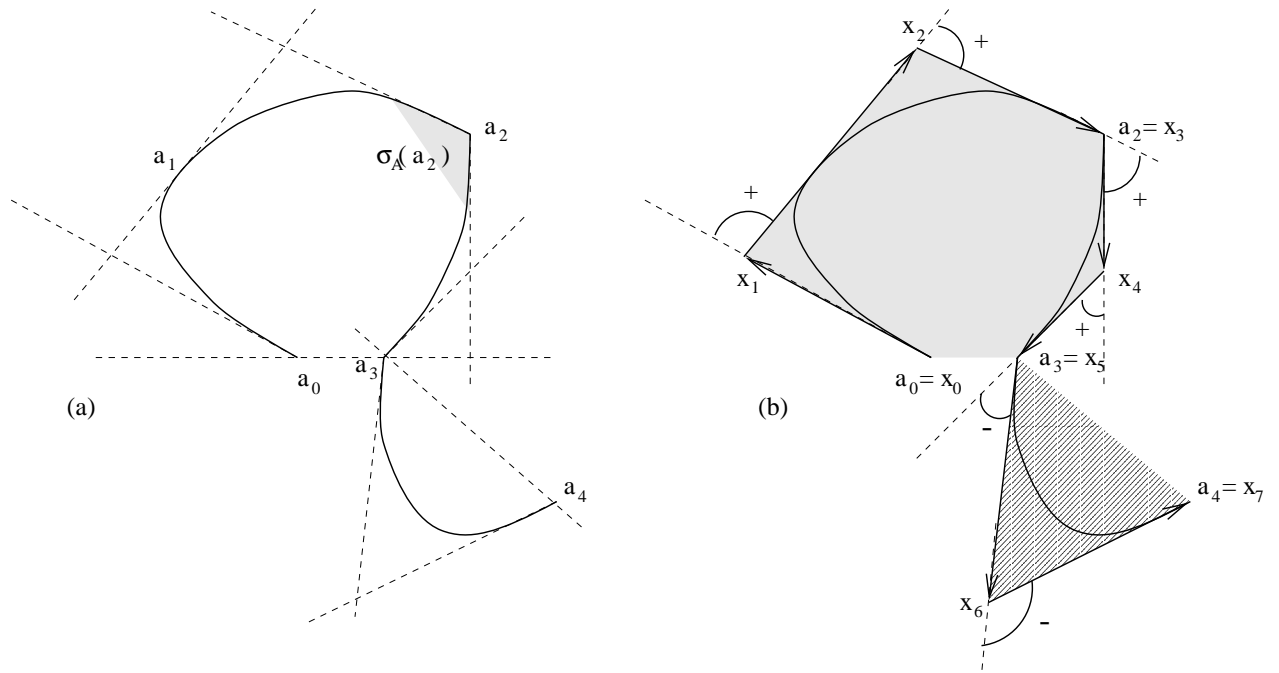 a2
a1
σA(a2)
a3
a0
a4
(a)
x2
+
a2= x3
+
+
x1
x4
+
a0= x0
a3= x5
-
(b)
a4= x7
x6
-